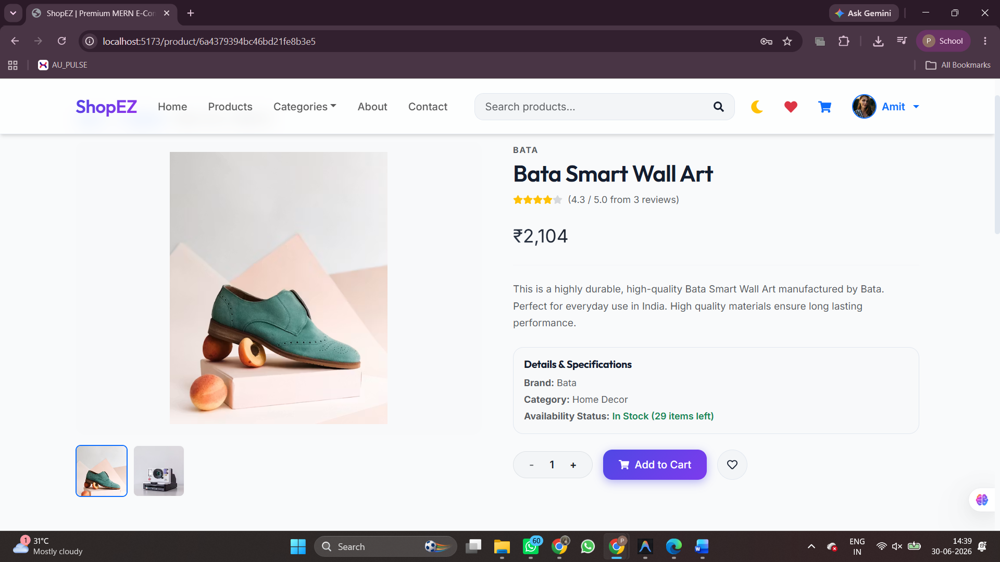 ShopEZ | Premium MERN E-Con
Ask Gemini
localhost:5173/product/6a4379394bc46bd21fe8b3e5
P School
AU_PULSE
All Bookmarks
ShopEZ
Home
Products
Categories
About
Contact
Search products...
Amit
BATA
Bata Smart Wall Art
(4.3 / 5.0 from 3 reviews)
₹2,104
This is a highly durable, high-quality Bata Smart Wall Art manufactured by Bata.
Perfect for everyday use in India. High quality materials ensure long lasting
performance.
Details & Specifications
Brand: Bata
Category: Home Decor
Availability Status: In Stock (29 items left)
- 1 +
Add to Cart
1
31°C
Mostly cloudy
Search
60
P
W
ENG
IN
14:39
30-06-2026